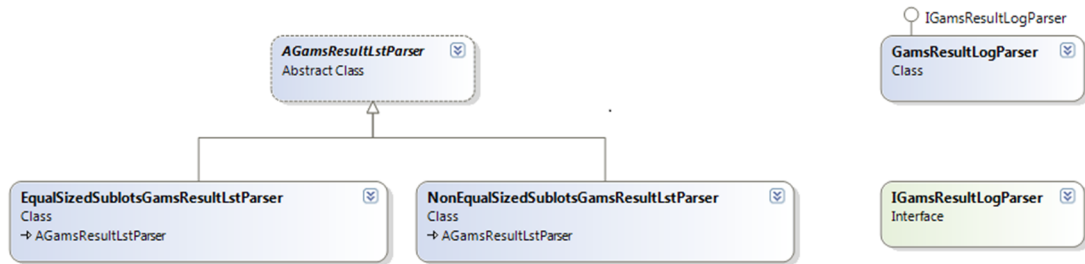 IGamsResultLogParser
AGamsResultLstParser
Abstract Class
GamsResultLogParser
Class
EqualSizedSublotsGamsResultLstParser
Class
AGamsResultLstParser
NonEqualSizedSublotsGamsResultLstParser
Class
AGamsResultLstParser
IGamsResultLogParser
Interface